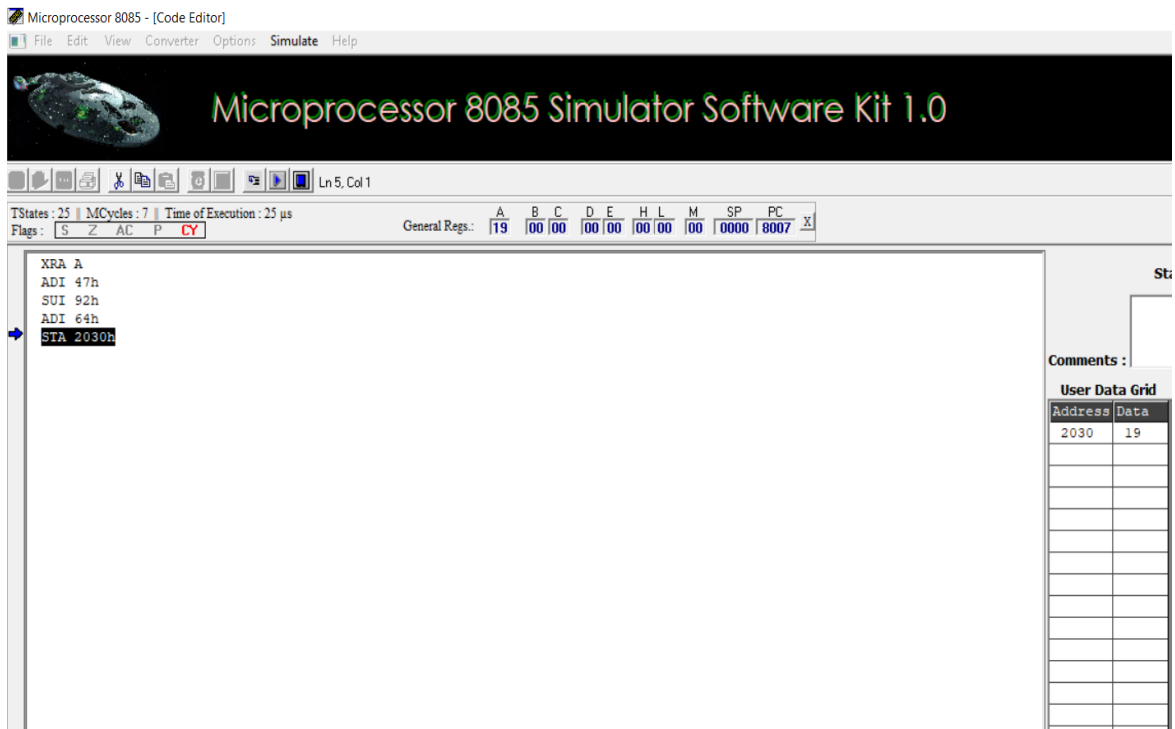 Microprocessor 8085 - [Code Editor]
File Edit View Converter Options Simulate Help
Microprocessor 8085 Simulator Software Kit 1.0
Ln 5, Col 1
TStates : 25 || MCycles : 7 || Time of Execution : 25 µs
Flags : S Z AC P CY
General Regs.: A B C D E H L M SP PC
19 00 00 00 00 00 00 00 0000 8007 X
XRA A
ADI 47h
SUI 92h
ADI 64h
STA 2030h
Sta
Comments :
User Data Grid
Address Data
2030 19